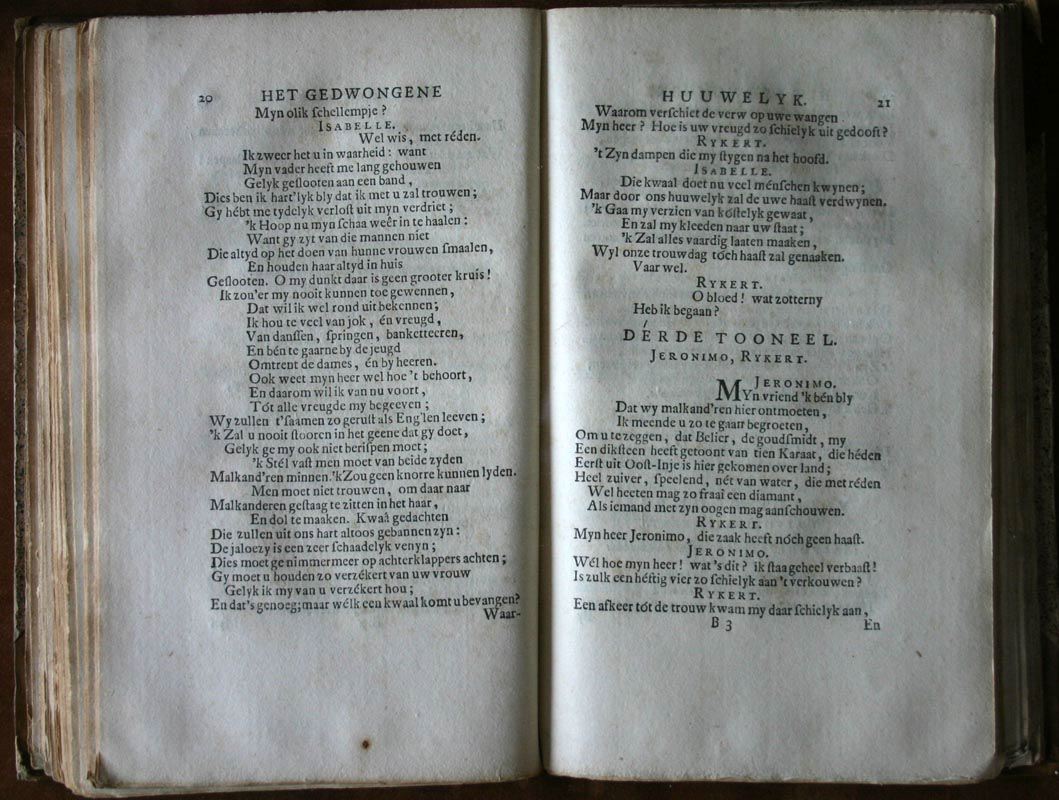 20 HET GEDWONGENE
Myn olik ſchellempje?
ISABELLE.
Wel wis, met réden.
Ik zweer het u in waarheid: want
Myn vader heeft me lang gehouwen
Gelyk geſlooten aan een band,
Dies ben ik hart'lyk bly dat ik met u zal trouwen;
Gy hébt me tydelyk verloſt uit myn verdriet;
'k Hoop nu myn ſchaa weêr in te haalen:
Want gy zyt van die mannen niet
Die altyd op het doen van hunne vrouwen ſmaalen,
En houden haar altyd in huis
Geſlooten. O my dunkt daar is geen grooter kruis!
Ik zou'er my nooit kunnen toe gewennen,
Dat wil ik wel rond uit bekennen;
Ik hou te veel van jok, én vreugd,
Van danſſen, ſpringen, banketteeren,
En bén te gaarne by de jeugd
Omtrent de dames, én by heeren.
Ook weet myn heer wel hoe 't behoort,
En daarom wil ik van nu voort,
Tót alle vreugde my begeeven;
Wy zullen t'ſaamen zo geruſt als Eng'len leeven;
'k Zal u nooit ſtooren in het geene dat gy doet,
Gelyk ge my ook niet beriſpen moet;
'k Stél vaſt men moet van beide zyden
Malkand'ren minnen. 'k Zou geen knorre kunnen lyden.
Men moet niet trouwen, om daar naar
Malkanderen geſtaag te zitten in het haar,
En dol te maaken. Kwaâ gedachten
Die zullen uit ons hart altoos gebannen zyn:
De jaloezy is een zeer ſchaadelyk venyn;
Dies moet ge nimmermeer op achterklappers achten;
Gy moet u houden zo verzékert van uw vrouw
Gelyk ik my van u verzékert hou;
En dat's genoeg; maar wélk een kwaal komt u bevangen?
Waar-
HUUWELYK. 21
Waarom verſchiet de verw op uwe wangen
Myn heer? Hoe is uw vreugd zo ſchielyk uit gedooft?
RYKERT.
't Zyn dampen die my ſtygen na het hoofd.
ISABELLE.
Die kwaal doet nu veel ménſchen kwynen;
Maar door ons huuwelyk zal de uwe haaſt verdwynen.
'k Gaa my verzien van kóſtelyk gewaat,
En zal my kleeden naar uw ſtaat;
'k Zal alles vaardig laaten maaken,
Wyl onze trouwdag tóch haaſt zal genaaken.
Vaar wel.
RYKERT.
O bloed! wat zotterny
Heb ik begaan?
DÉRDE TOONEEL.
JERONIMO, RYKERT.
JERONIMO.
MYn vriend 'k bén bly
Dat wy malkand'ren hier ontmoeten,
Ik meende u zo te gaan begroeten,
Om u te zeggen, dat Belier, de goudſmidt, my
Een dikſteen heeft getoont van tien Karaat, die héden
Eerſt uit Ooſt-Inje is hier gekomen over land;
Heel zuiver, ſpeelend, nét van water, die met réden
Wel heeten mag zo fraai een diamant,
Als iemand met zyn oogen mag aanſchouwen.
RYKERT.
Myn heer Jeronimo, die zaak heeft nóch geen haaſt.
JERONIMO.
Wél hoe myn heer! wat 's dit? ik ſtaa geheel verbaaſt!
Is zulk een héſtig vier zo ſchielyk aan 't verkouwen?
RYKERT.
Een afkeer tót de trouw kwam my daar ſchielyk aan,
B 3 En